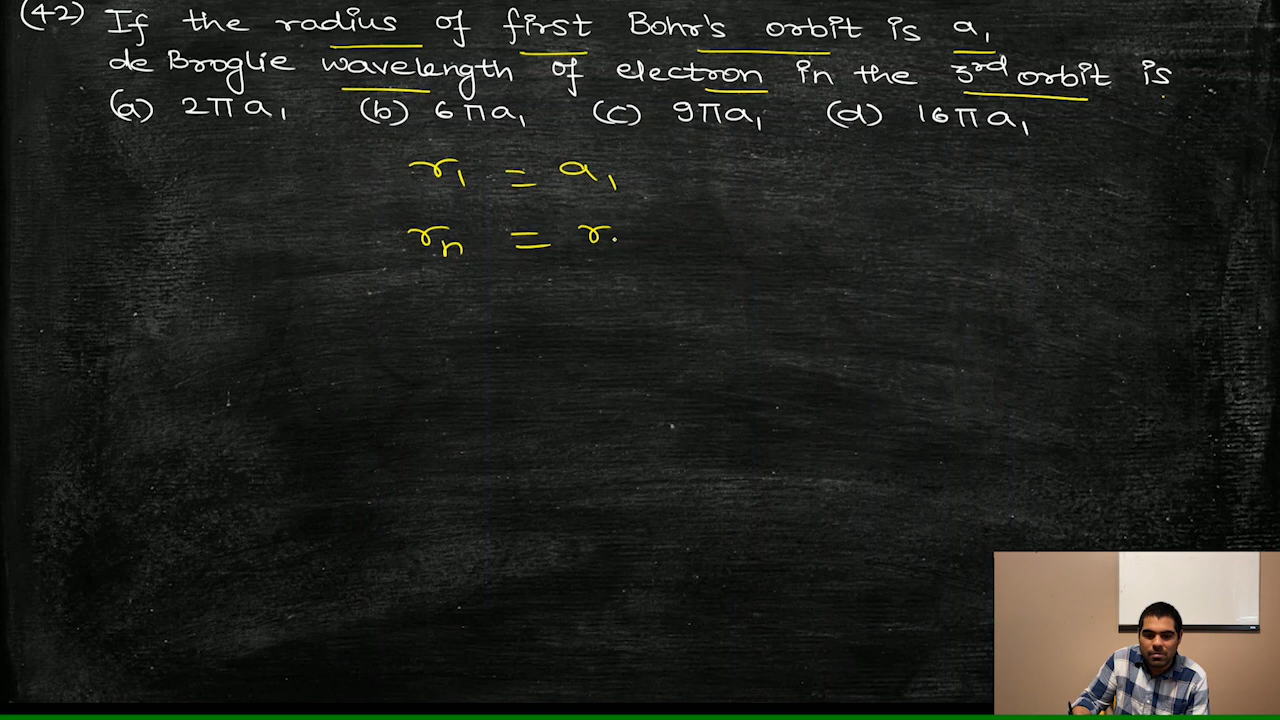 (42) If the radius of first Bohr's orbit is a₁
de Broglie wavelength of electron in the 3rd orbit is
(a) 2πa₁ (b) 6πa₁ (c) 9πa₁ (d) 16πa₁
r₁ = a₁
rₙ = r.